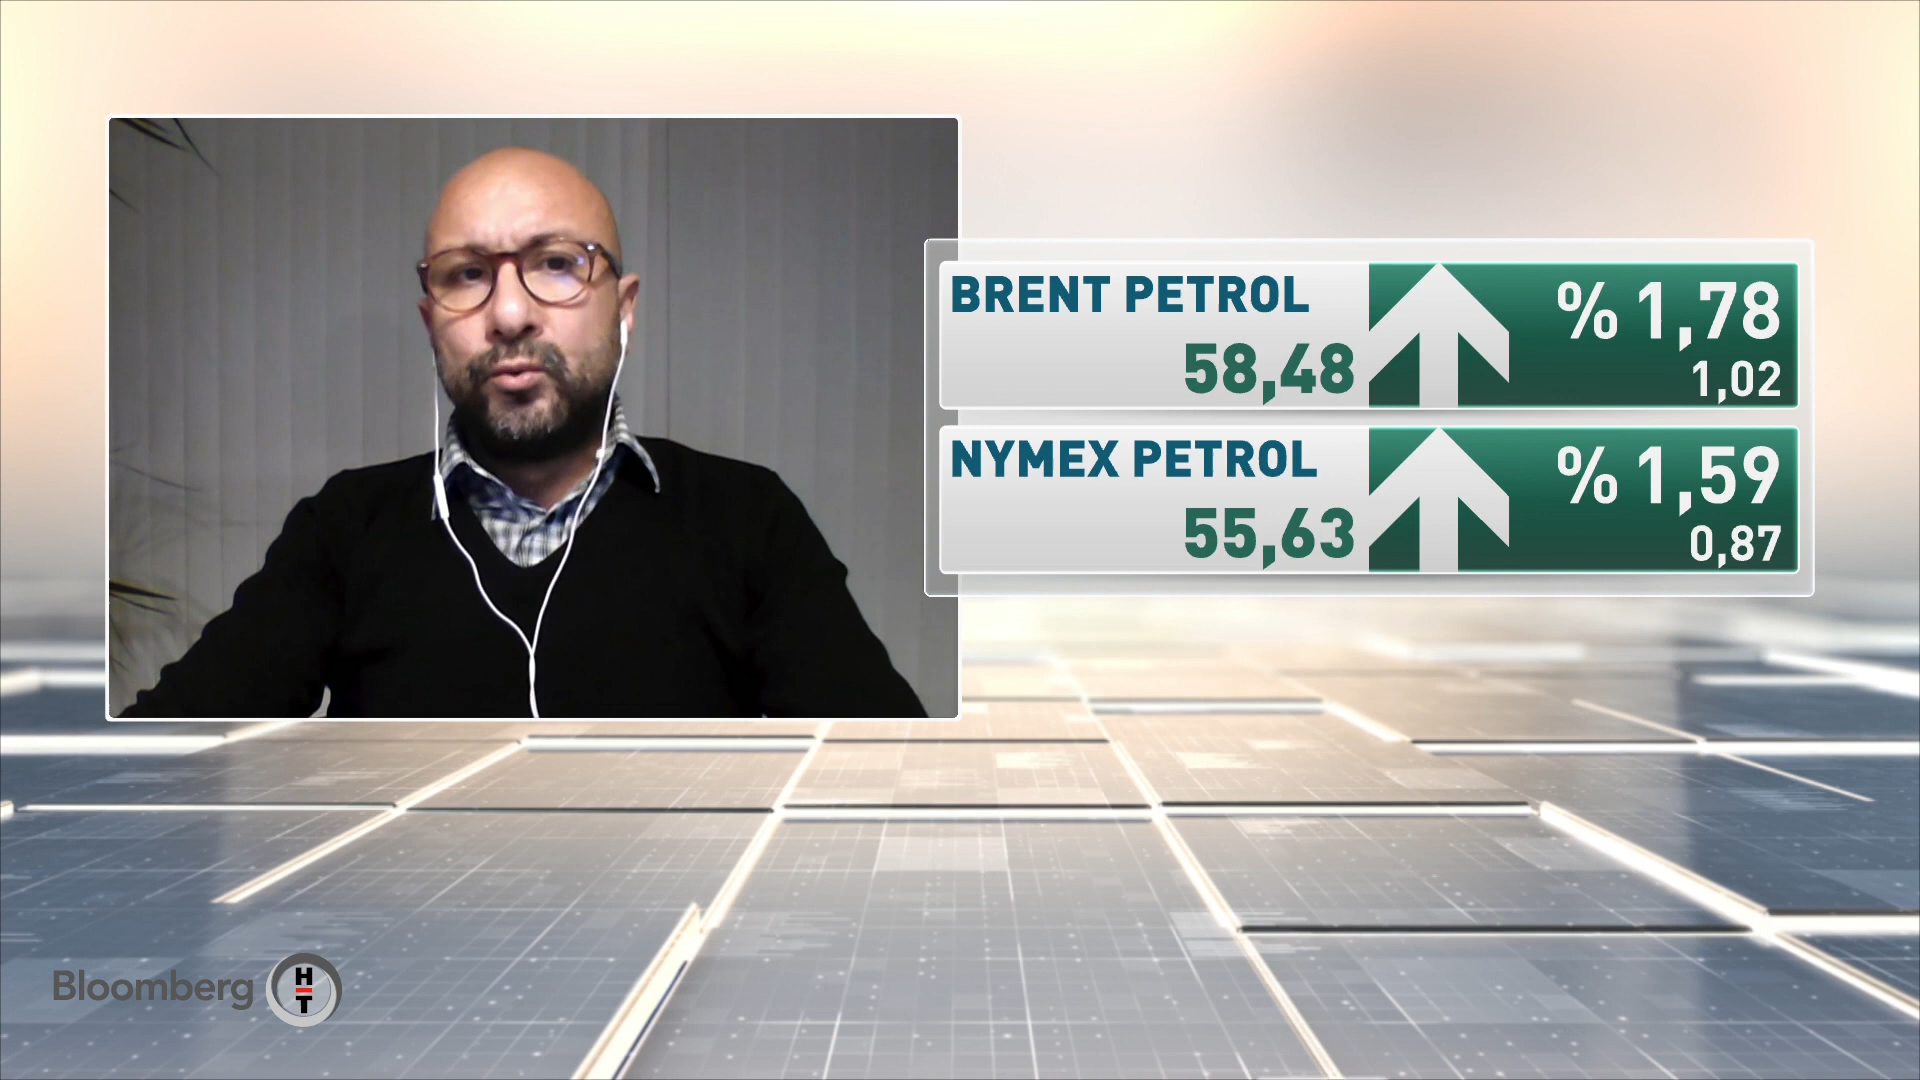 BRENT PETROL
58,48
% 1,78
1,02
NYMEX PETROL
55,63
% 1,59
0,87
Bloomberg HT